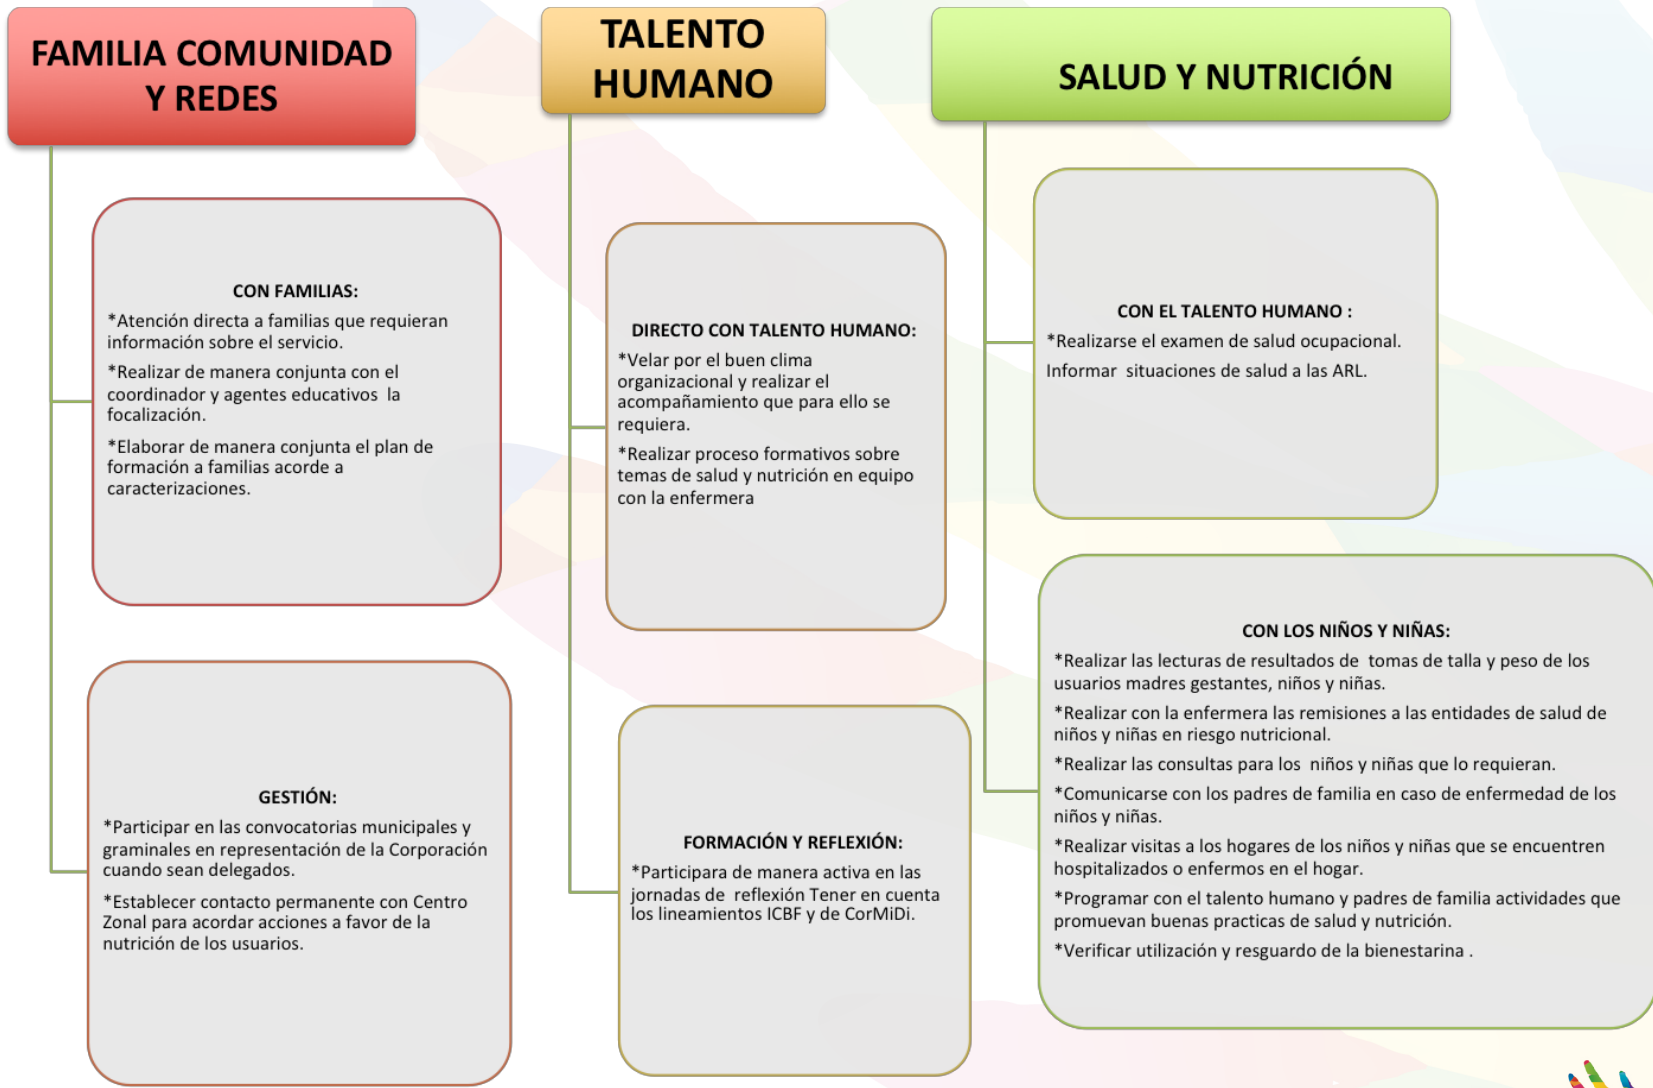 FAMILIA COMUNIDAD
Y REDES
CON FAMILIAS:
*Atención directa a familias que requieran
información sobre el servicio.
*Realizar de manera conjunta con el
coordinador y agentes educativos  la
focalización.
*Elaborar de manera conjunta el plan de
formación a familias acorde a
caracterizaciones.
GESTIÓN:
*Participar en las convocatorias municipales y
graminales en representación de la Corporación
cuando sean delegados.
*Establecer contacto permanente con Centro
Zonal para acordar acciones a favor de la
nutrición de los usuarios.
TALENTO
HUMANO
DIRECTO CON TALENTO HUMANO:
*Velar por el buen clima
organizacional y realizar el
acompañamiento que para ello se
requiera.
*Realizar proceso formativos sobre
temas de salud y nutrición en equipo
con la enfermera
FORMACIÓN Y REFLEXIÓN:
*Participara de manera activa en las
jornadas de  reflexión Tener en cuenta
los lineamientos ICBF y de CorMiDi.
SALUD Y NUTRICIÓN
CON EL TALENTO HUMANO :
*Realizarse el examen de salud ocupacional.
Informar  situaciones de salud a las ARL.
CON LOS NIÑOS Y NIÑAS:
*Realizar las lecturas de resultados de  tomas de talla y peso de los
usuarios madres gestantes, niños y niñas.
*Realizar con la enfermera las remisiones a las entidades de salud de
niños y niñas en riesgo nutricional.
*Realizar las consultas para los  niños y niñas que lo requieran.
*Comunicarse con los padres de familia en caso de enfermedad de los
niños y niñas.
*Realizar visitas a los hogares de los niños y niñas que se encuentren
hospitalizados o enfermos en el hogar.
*Programar con el talento humano y padres de familia actividades que
promuevan buenas practicas de salud y nutrición.
*Verificar utilización y resguardo de la bienestarina .